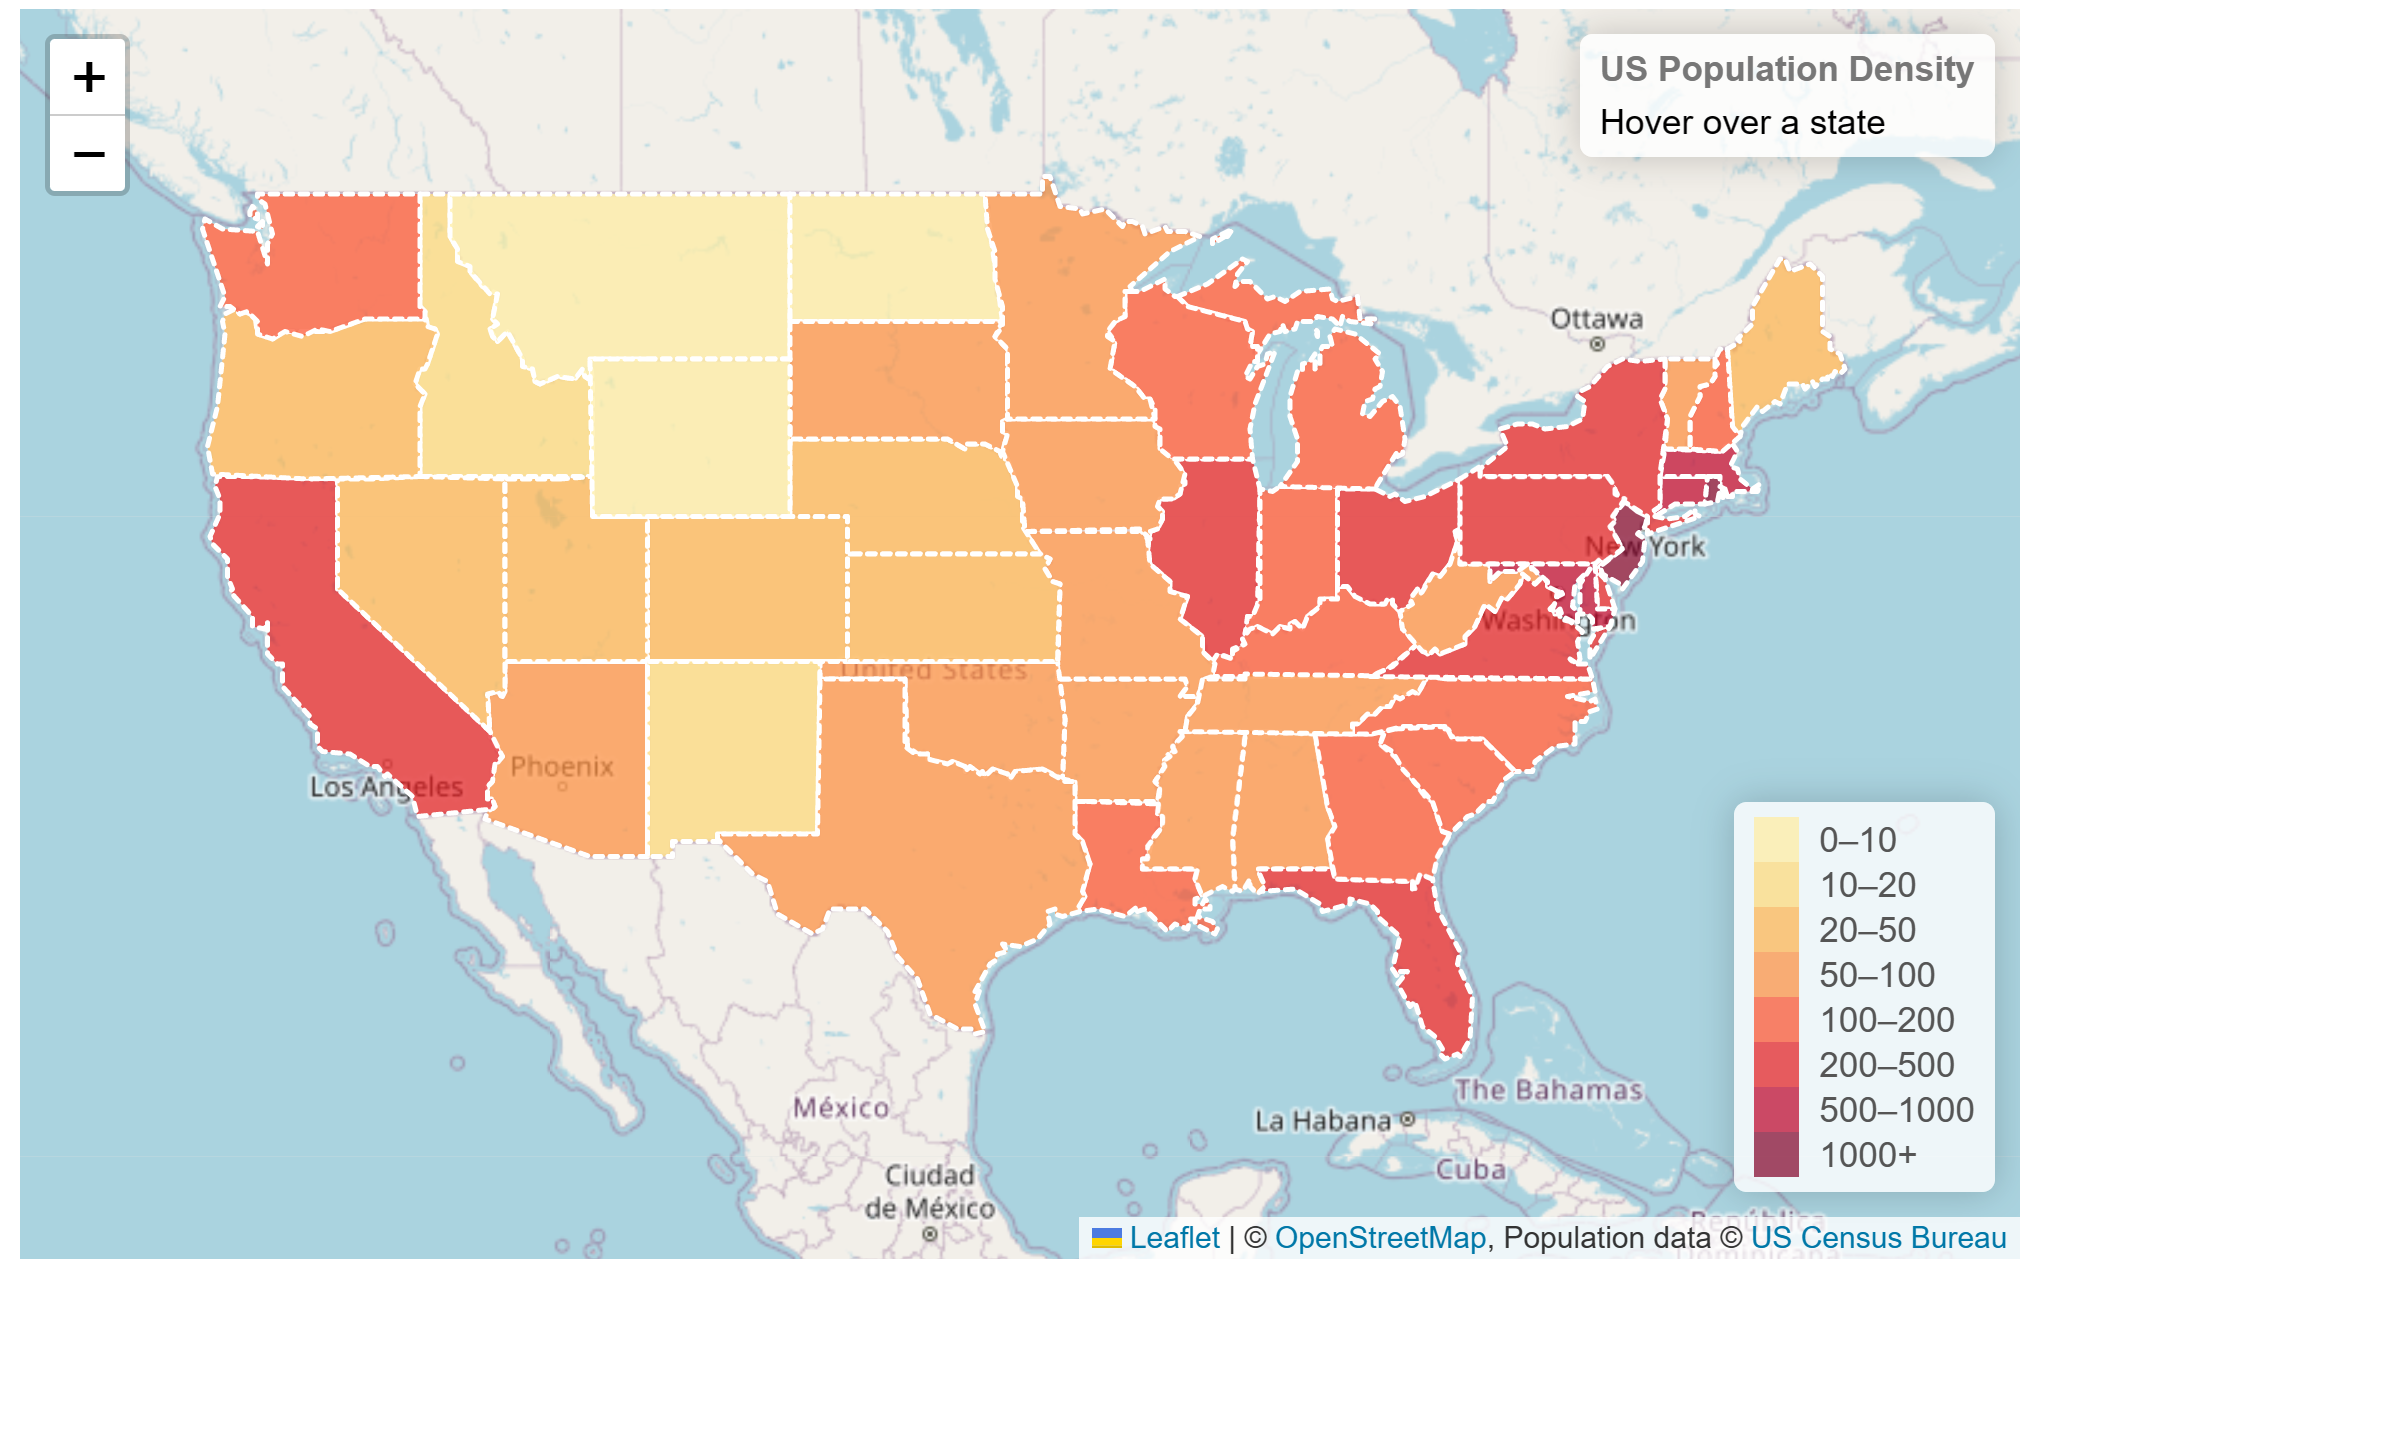 +
−
US Population Density
Hover over a state
Ottawa
New York
Washington
United States
Phoenix
Los Angeles
0–10
10–20
20–50
50–100
100–200
200–500
500–1000
1000+
The Bahamas
La Habana
México
Cuba
Ciudad
de México
República
Dominicana
Leaflet | © OpenStreetMap, Population data © US Census Bureau